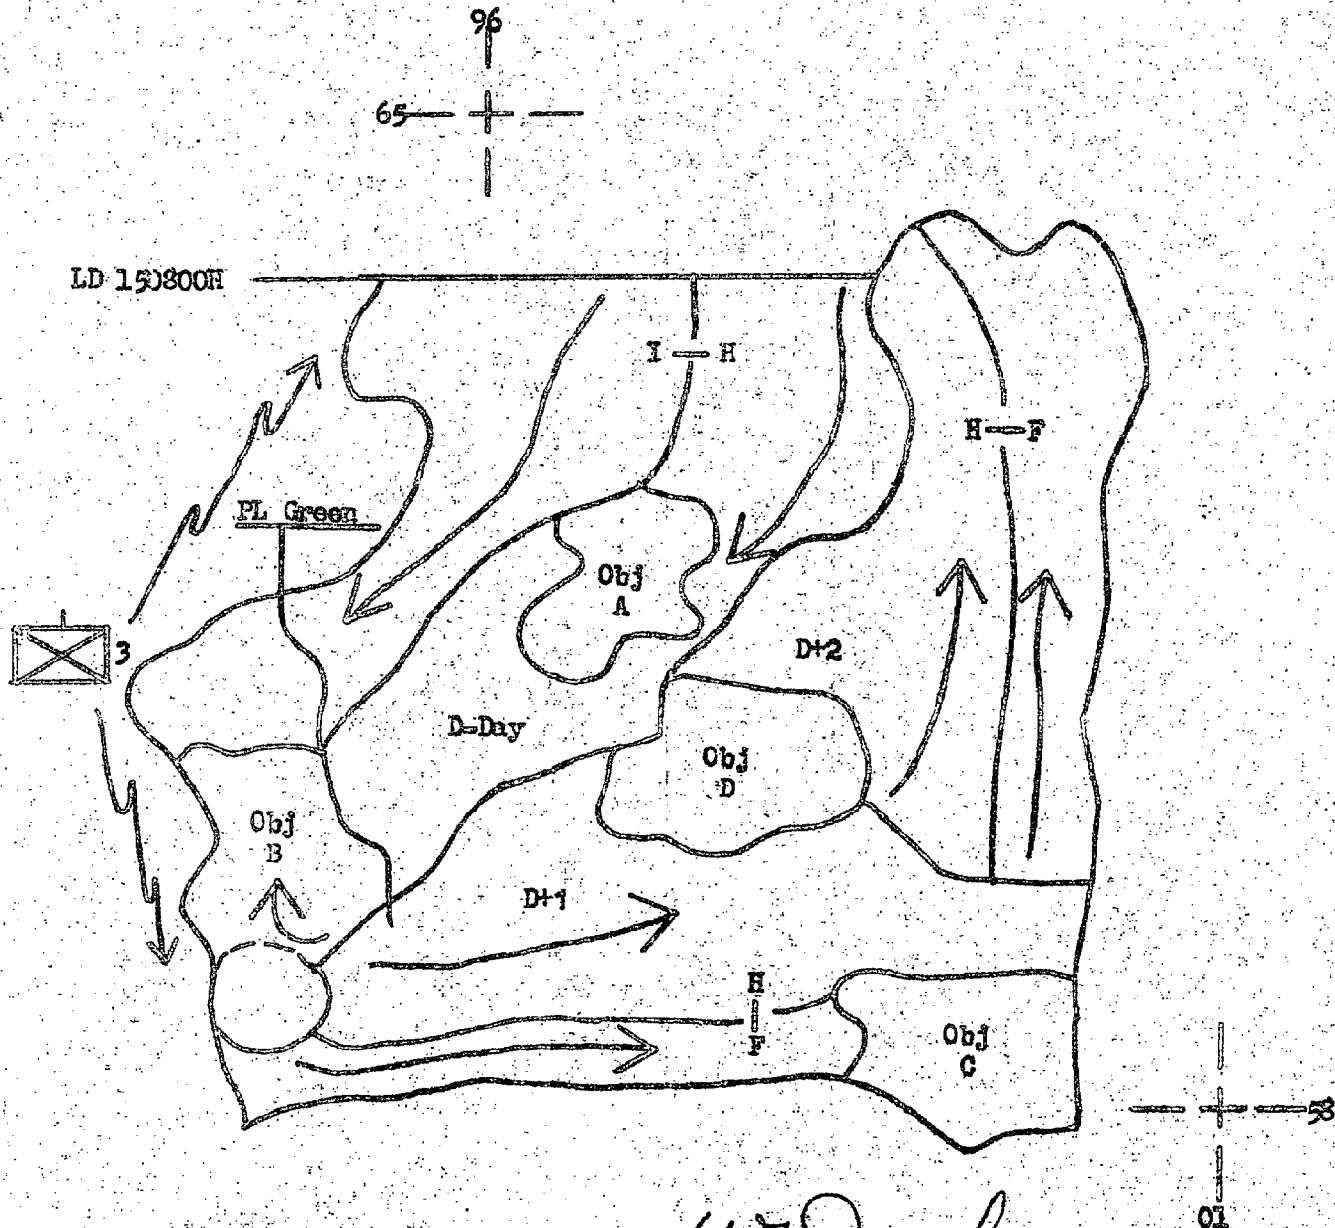 96
65
LD 150800H
I — H
H — F
PL Green
Obj
A
3
D+2
D-Day
Obj
D
Obj
B
D+1
H
F
Obj
C
58
01